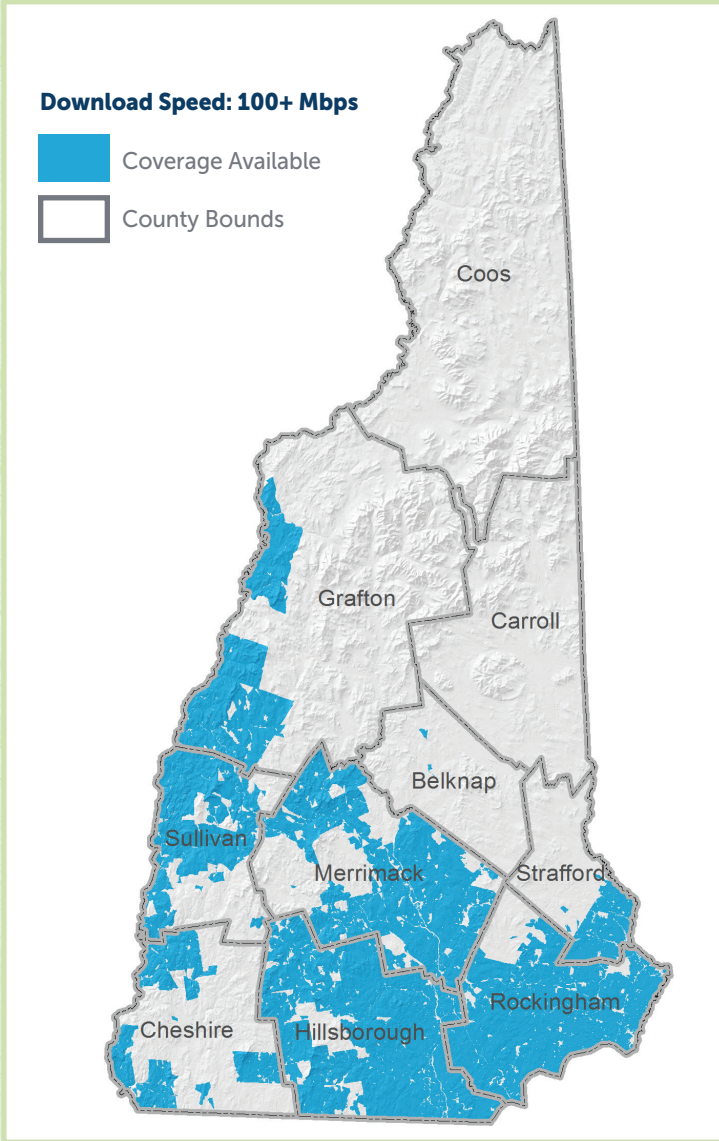 Download Speed: 100+ Mbps
Coverage Available
County Bounds
Coos
Grafton
Carroll
Belknap
Sullivan
Merrimack
Strafford
Rockingham
Cheshire
Hillsborough